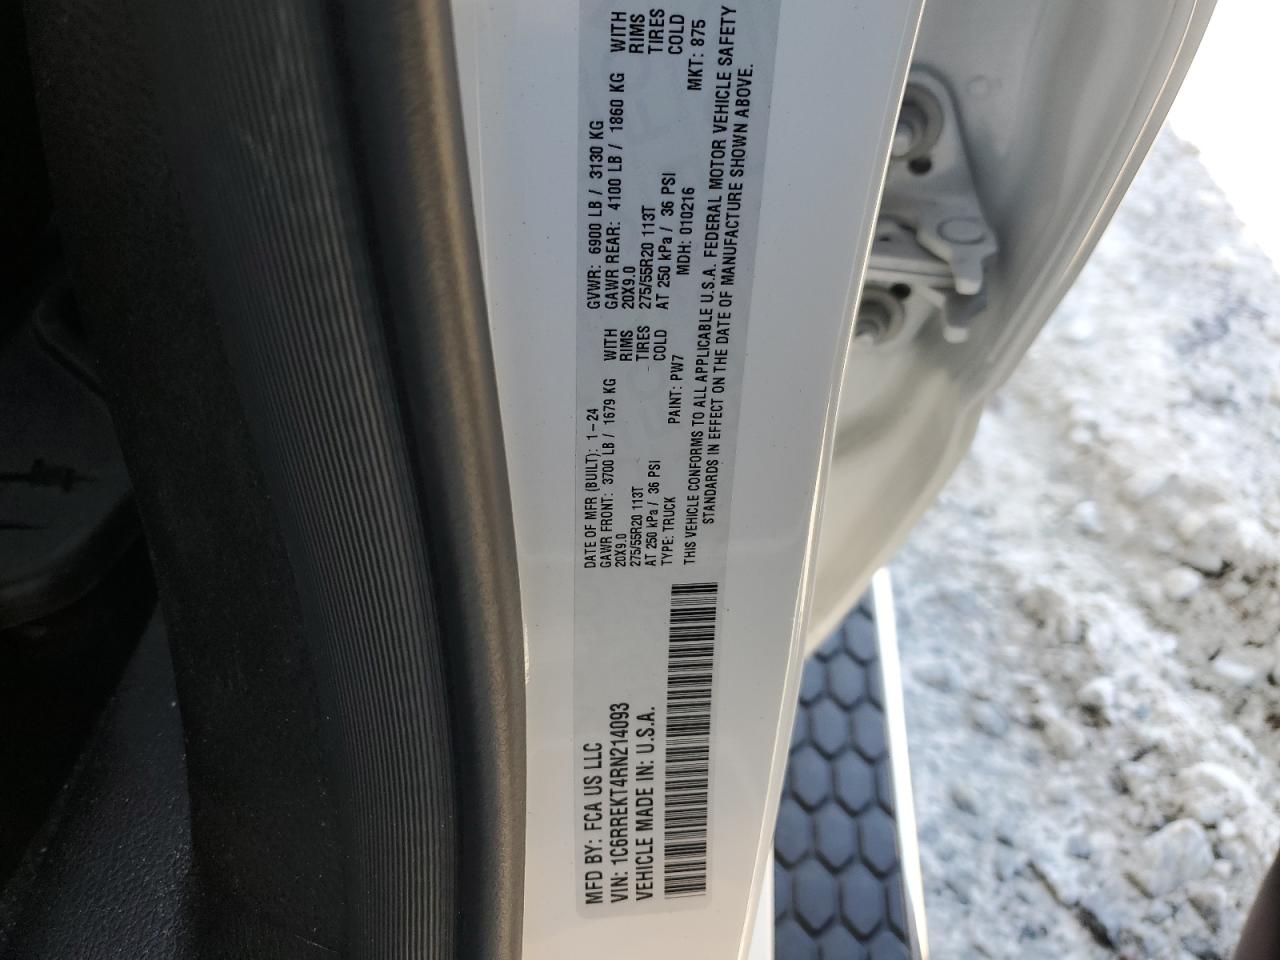 MFD BY: FCA US LLC
VIN: 1C6RREKT4RN214093
VEHICLE MADE IN: U.S.A.
DATE OF MFR (BUILT): 1-24 GVWR: 6900 LB / 3130 KG
GAWR FRONT: 3700 LB / 1679 KG WITH GAWR REAR: 4100 LB / 1860 KG WITH
20X9.0 RIMS 20X9.0 RIMS
275/55R20 113T TIRES 275/55R20 113T TIRES
AT 250 kPa / 36 PSI COLD AT 250 kPa / 36 PSI COLD
TYPE: TRUCK PAINT: PW7 MDH: 010216 MKT: 875
THIS VEHICLE CONFORMS TO ALL APPLICABLE U.S.A. FEDERAL MOTOR VEHICLE SAFETY
STANDARDS IN EFFECT ON THE DATE OF MANUFACTURE SHOWN ABOVE.